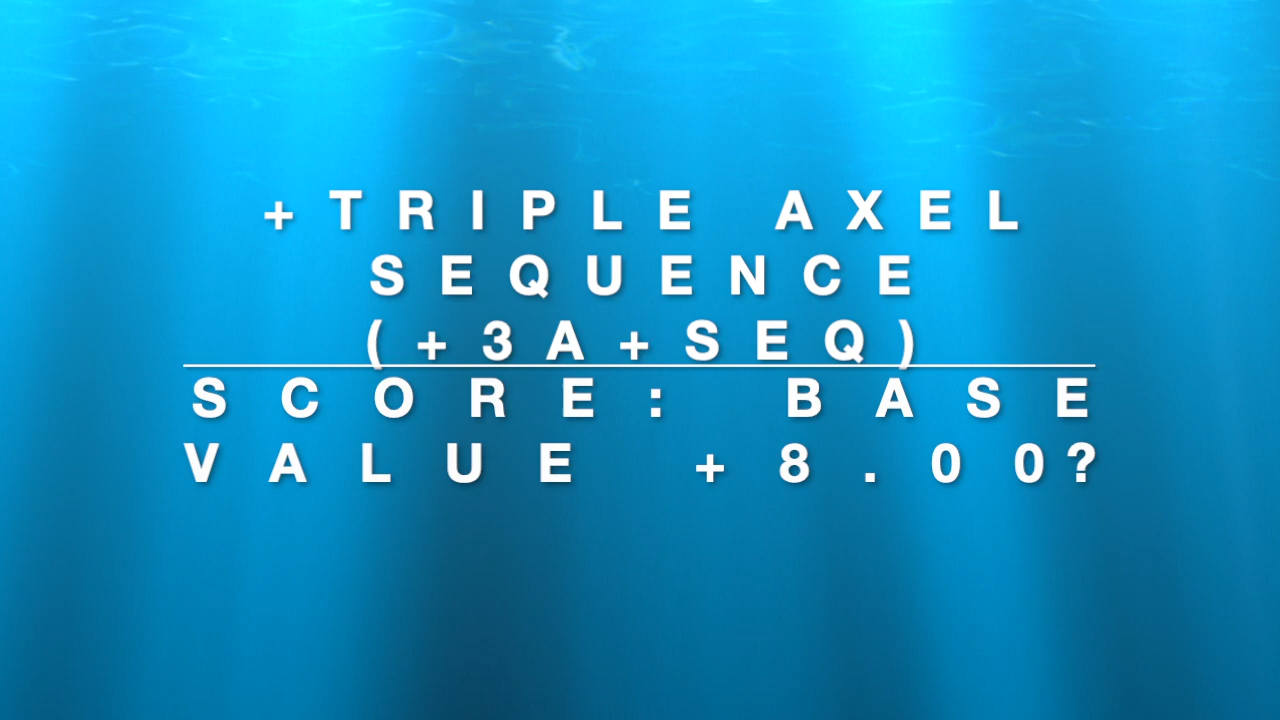 +TRIPLE AXEL
SEQUENCE
(+3A+SEQ)
SCORE: BASE
VALUE +8.00?